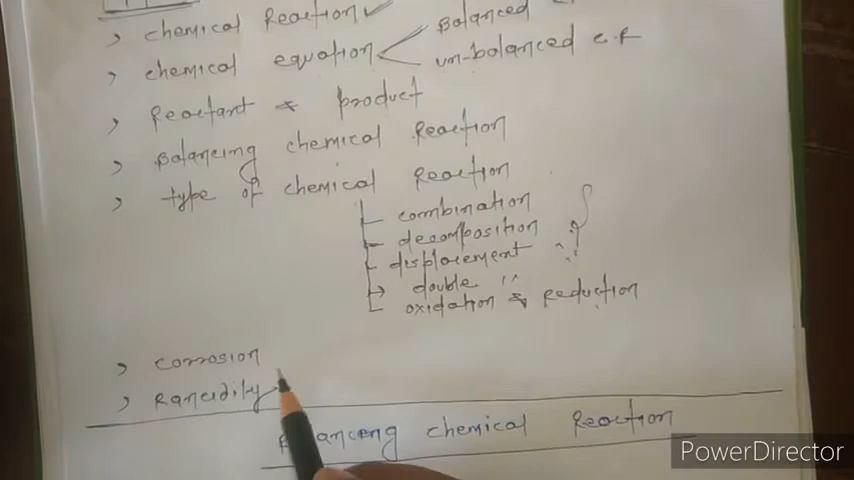 > chemical Reaction ✓
Balanced
> chemical equation
un-balanced c.R
> Reactant & product
> Balancing chemical Reaction
> type of chemical Reaction
combination
decomposition
displacement
double "
oxidation & Reduction
> corrosion
> Rancidity
chemical Reaction
PowerDirector